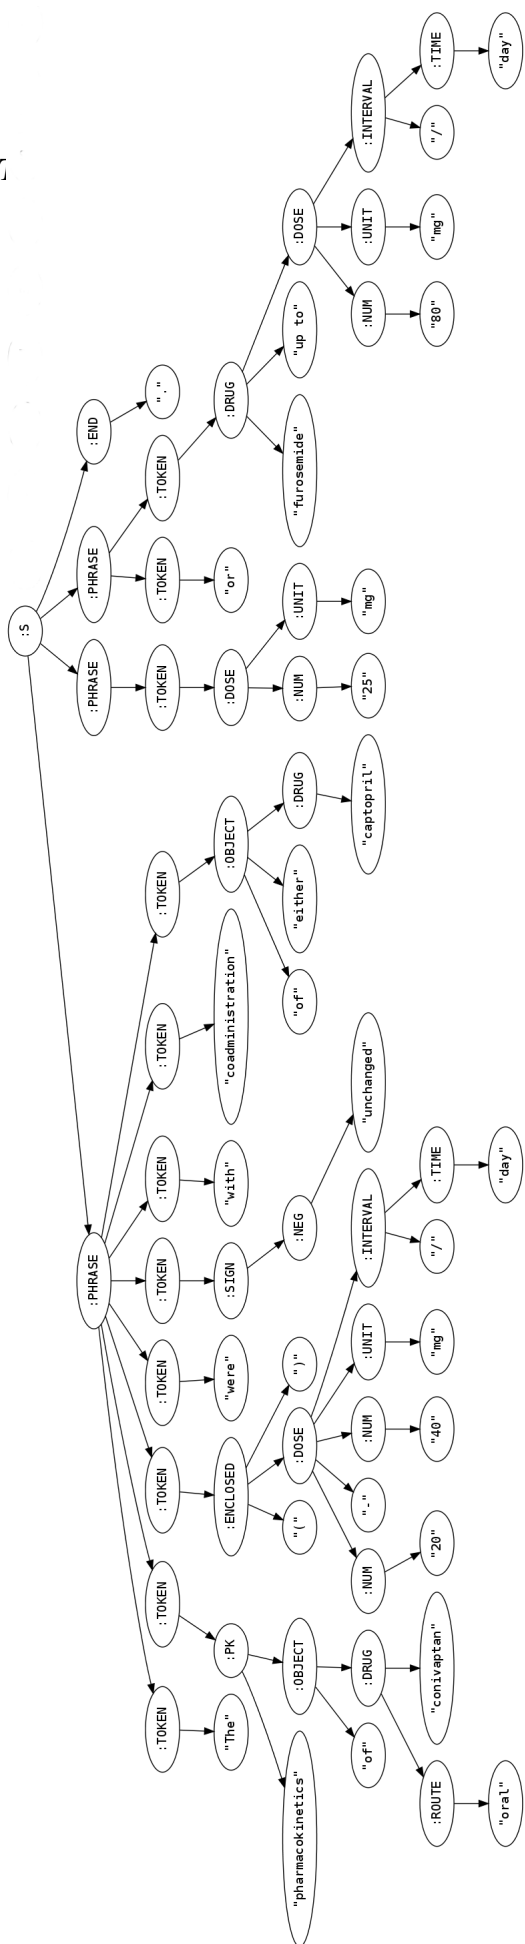 :S
:PHRASE :PHRASE :PHRASE :END
:TOKEN :TOKEN :TOKEN :TOKEN :TOKEN :TOKEN :TOKEN :TOKEN :TOKEN :TOKEN :TOKEN "."
"The" :PK :ENCLOSED "were" :SIGN "with" "coadministration" :OBJECT :DOSE "or" :DRUG
"pharmacokinetics" :OBJECT "(" :DOSE ")" :NEG "of" "either" :DRUG :NUM :UNIT "furosemide" "up to" :DOSE
"of" :DRUG :NUM "-" :NUM :UNIT :INTERVAL "unchanged" "captopril" "25" "mg" :NUM :UNIT :INTERVAL
:ROUTE "conivaptan" "20" "40" "mg" "/" :TIME "80" "mg" "/" :TIME
"oral" "day" "day"